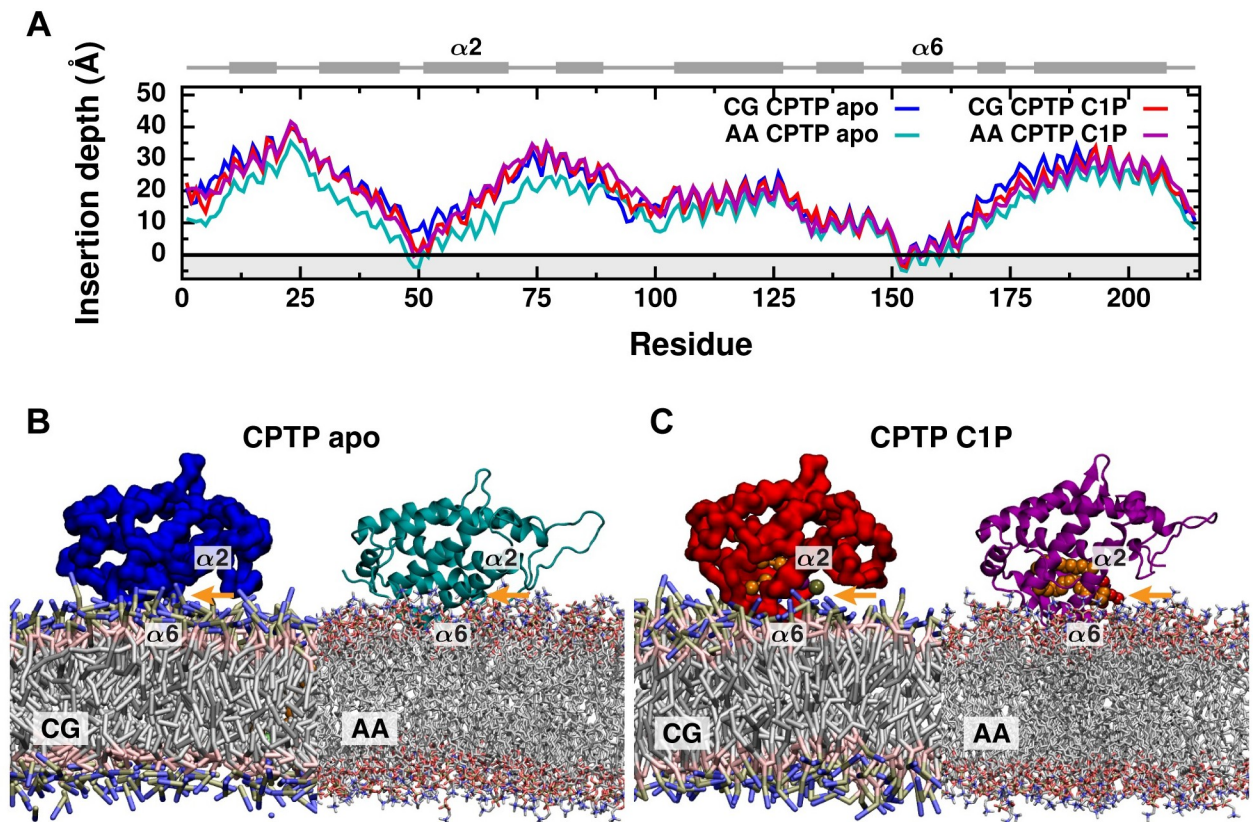 A
α2 α6
Insertion depth (Å)
50
40
30
20
10
0
CG CPTP apo
AA CPTP apo
CG CPTP C1P
AA CPTP C1P
0 25 50 75 100 125 150 175 200
Residue
B
CPTP apo
α2
α2
α6
α6
CG
AA
C
CPTP C1P
α2
α2
α6
α6
CG
AA